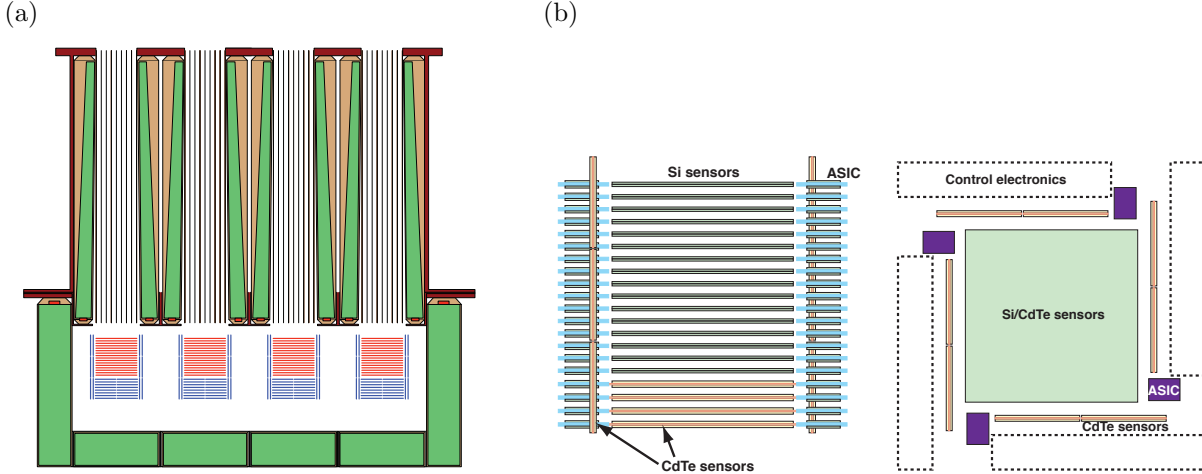 (a)
(b)
Si sensors
ASIC
CdTe sensors
Control electronics
Si/CdTe sensors
ASIC
CdTe sensors